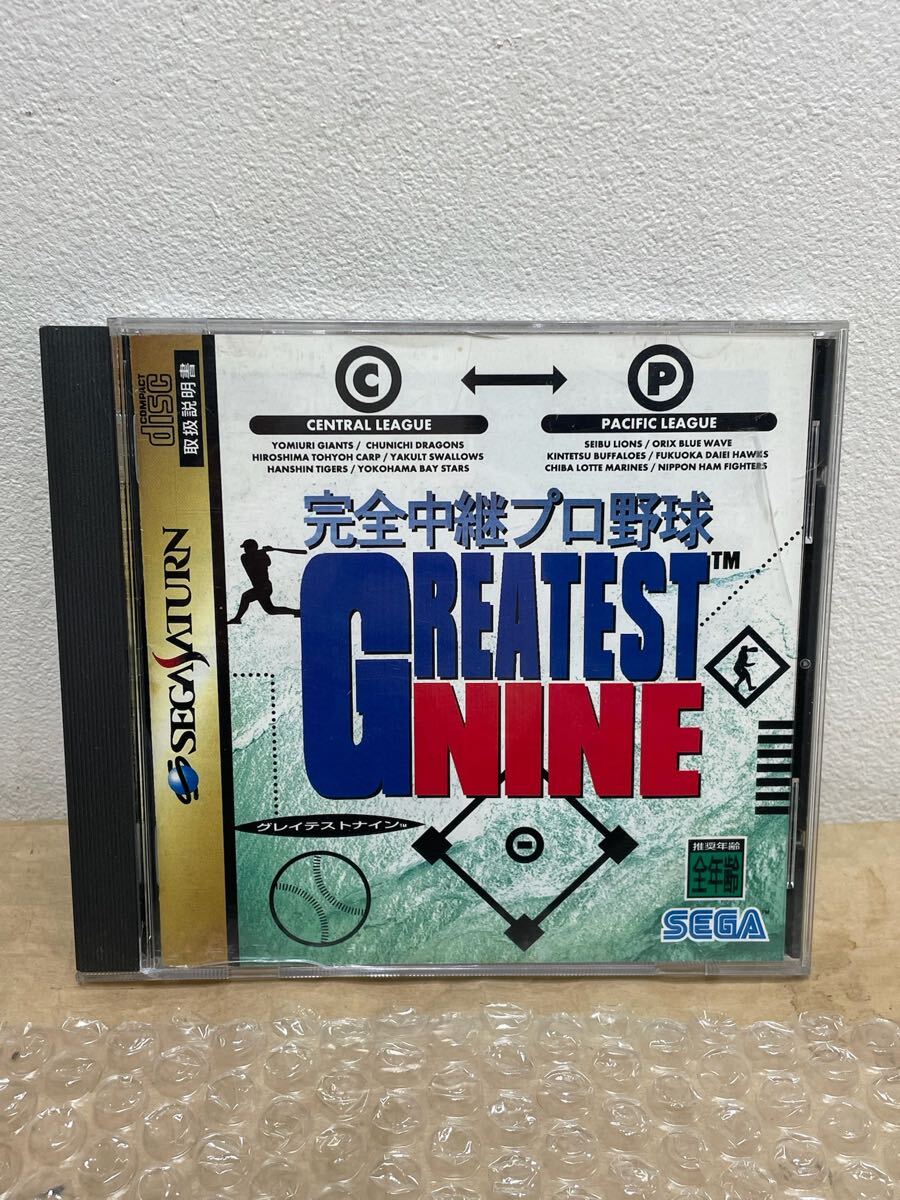 COMPACT
disc
取扱説明書
SEGA SATURN
C
P
CENTRAL LEAGUE
YOMIURI GIANTS / CHUNICHI DRAGONS
HIROSHIMA TOHYOH CARP / YAKULT SWALLOWS
HANSHIN TIGERS / YOKOHAMA BAY STARS
PACIFIC LEAGUE
SEIBU LIONS / ORIX BLUE WAVE
KINTETSU BUFFALOES / FUKUOKA DAIEI HAWKS
CHIBA LOTTE MARINES / NIPPON HAM FIGHTERS
完全中継プロ野球
GREATEST™
NINE
グレイテストナイン™
推奨年齢
全年齢
SEGA™